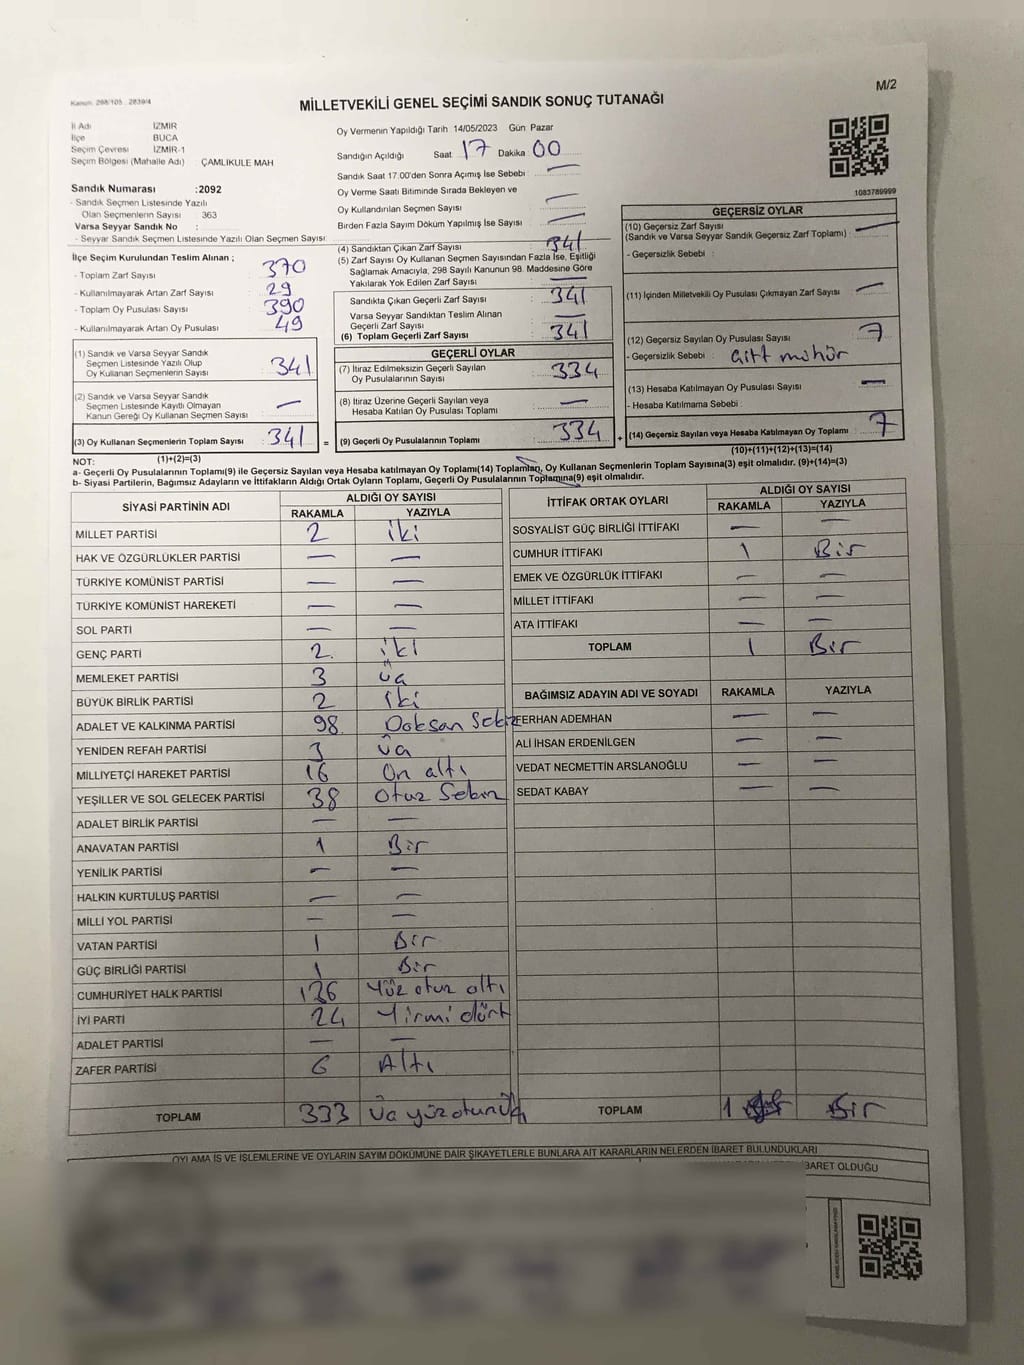 M/2
Kanun: 298/105 , 2839/4
MİLLETVEKİLİ GENEL SEÇİMİ SANDIK SONUÇ TUTANAĞI
İl Adı İZMİR
İlçe BUCA
Seçim Çevresi İZMİR-1
Seçim Bölgesi (Mahalle Adı) ÇAMLIKULE MAH
Sandık Numarası :2092
- Sandık Seçmen Listesinde Yazılı
Olan Seçmenlerin Sayısı : 363
Varsa Seyyar Sandık No :
- Seyyar Sandık Seçmen Listesinde Yazılı Olan Seçmen Sayısı:
İlçe Seçim Kurulundan Teslim Alınan ;
- Toplam Zarf Sayısı 370
- Kullanılmayarak Artan Zarf Sayısı 29
- Toplam Oy Pusulası Sayısı 390
- Kullanılmayarak Artan Oy Pusulası 49
(1) Sandık ve Varsa Seyyar Sandık
Seçmen Listesinde Yazılı Olup
Oy Kullanan Seçmenlerin Sayısı : 341
(2) Sandık ve Varsa Seyyar Sandık
Seçmen Listesinde Kayıtlı Olmayan
Kanun Gereği Oy Kullanan Seçmen Sayısı : —
(3) Oy Kullanan Seçmenlerin Toplam Sayısı : 341 =
(1)+(2)=(3)
Oy Vermenin Yapıldığı Tarih 14/05/2023 Gün Pazar
Sandığın Açıldığı Saat 17 Dakika 00
Sandık Saat 17.00'den Sonra Açımış İse Sebebi : —
Oy Verme Saati Bitiminde Sırada Bekleyen ve
Oy Kullandırılan Seçmen Sayısı : —
Birden Fazla Sayım Döküm Yapılmış İse Sayısı : —
(4) Sandıktan Çıkan Zarf Sayısı : 341
(5) Zarf Sayısı Oy Kullanan Seçmen Sayısından Fazla İse, Eşitliği
Sağlamak Amacıyla, 298 Sayılı Kanunun 98. Maddesine Göre
Yakılarak Yok Edilen Zarf Sayısı : —
Sandıkta Çıkan Geçerli Zarf Sayısı : 341
Varsa Seyyar Sandıktan Teslim Alınan
Geçerli Zarf Sayısı : —
(6) Toplam Geçerli Zarf Sayısı : 341
GEÇERLİ OYLAR
(7) İtiraz Edilmeksizin Geçerli Sayılan
Oy Pusulalarının Sayısı : 334
(8) İtiraz Üzerine Geçerli Sayılan veya
Hesaba Katılan Oy Pusulası Toplamı : —
(9) Geçerli Oy Pusulalarının Toplamı : 334 +
1083789999
GEÇERSİZ OYLAR
(10) Geçersiz Zarf Sayısı
(Sandık ve Varsa Seyyar Sandık Geçersiz Zarf Toplamı) : —
- Geçersizlik Sebebi :
(11) İçinden Milletvekili Oy Pusulası Çıkmayan Zarf Sayısı : —
(12) Geçersiz Sayılan Oy Pusulası Sayısı : 7
- Geçersizlik Sebebi : Çift mühür
(13) Hesaba Katılmayan Oy Pusulası Sayısı : —
- Hesaba Katılmama Sebebi :
(14) Geçersiz Sayılan veya Hesaba Katılmayan Oy Toplamı : 7
(10)+(11)+(12)+(13)=(14)
NOT:
a- Geçerli Oy Pusulalarının Toplamı(9) ile Geçersiz Sayılan veya Hesaba katılmayan Oy Toplamı(14) Toplamları, Oy Kullanan Seçmenlerin Toplam Sayısına(3) eşit olmalıdır. (9)+(14)=(3)
b- Siyasi Partilerin, Bağımsız Adayların ve İttifakların Aldığı Ortak Oyların Toplamı, Geçerli Oy Pusulalarının Toplamına(9) eşit olmalıdır.
SİYASİ PARTİNİN ADI ALDIĞI OY SAYISI
RAKAMLA YAZIYLA
MİLLET PARTİSİ 2 iki
HAK VE ÖZGÜRLÜKLER PARTİSİ — —
TÜRKİYE KOMÜNİST PARTİSİ — —
TÜRKİYE KOMÜNİST HAREKETİ — —
SOL PARTİ — —
GENÇ PARTİ 2 iki
MEMLEKET PARTİSİ 3 üç
BÜYÜK BİRLİK PARTİSİ 2 iki
ADALET VE KALKINMA PARTİSİ 98 Doksan Sekiz
YENİDEN REFAH PARTİSİ 3 üç
MİLLİYETÇİ HAREKET PARTİSİ 16 On altı
YEŞİLLER VE SOL GELECEK PARTİSİ 38 Otuz Sekiz
ADALET BİRLİK PARTİSİ — —
ANAVATAN PARTİSİ 1 Bir
YENİLİK PARTİSİ — —
HALKIN KURTULUŞ PARTİSİ — —
MİLLİ YOL PARTİSİ — —
VATAN PARTİSİ 1 Bir
GÜÇ BİRLİĞİ PARTİSİ 1 Bir
CUMHURİYET HALK PARTİSİ 136 Yüz otuz altı
İYİ PARTİ 24 Yirmi dört
ADALET PARTİSİ — —
ZAFER PARTİSİ 6 Altı
TOPLAM 333 üç yüz otuz üç
İTTİFAK ORTAK OYLARI ALDIĞI OY SAYISI
RAKAMLA YAZIYLA
SOSYALİST GÜÇ BİRLİĞİ İTTİFAKI — —
CUMHUR İTTİFAKI 1 Bir
EMEK VE ÖZGÜRLÜK İTTİFAKI — —
MİLLET İTTİFAKI — —
ATA İTTİFAKI — —
TOPLAM 1 Bir
BAĞIMSIZ ADAYIN ADI VE SOYADI RAKAMLA YAZIYLA
FERHAN ADEMHAN — —
ALİ İHSAN ERDENİLGEN — —
VEDAT NECMETTİN ARSLANOĞLU — —
SEDAT KABAY — —
TOPLAM 1 Bir
OYLAMA İŞ VE İŞLEMLERİNE VE OYLARIN SAYIM DÖKÜMÜNE DAİR ŞİKAYETLERLE BUNLARA AİT KARARLARIN NELERDEN İBARET BULUNDUKLARI
İBARET OLDUĞU